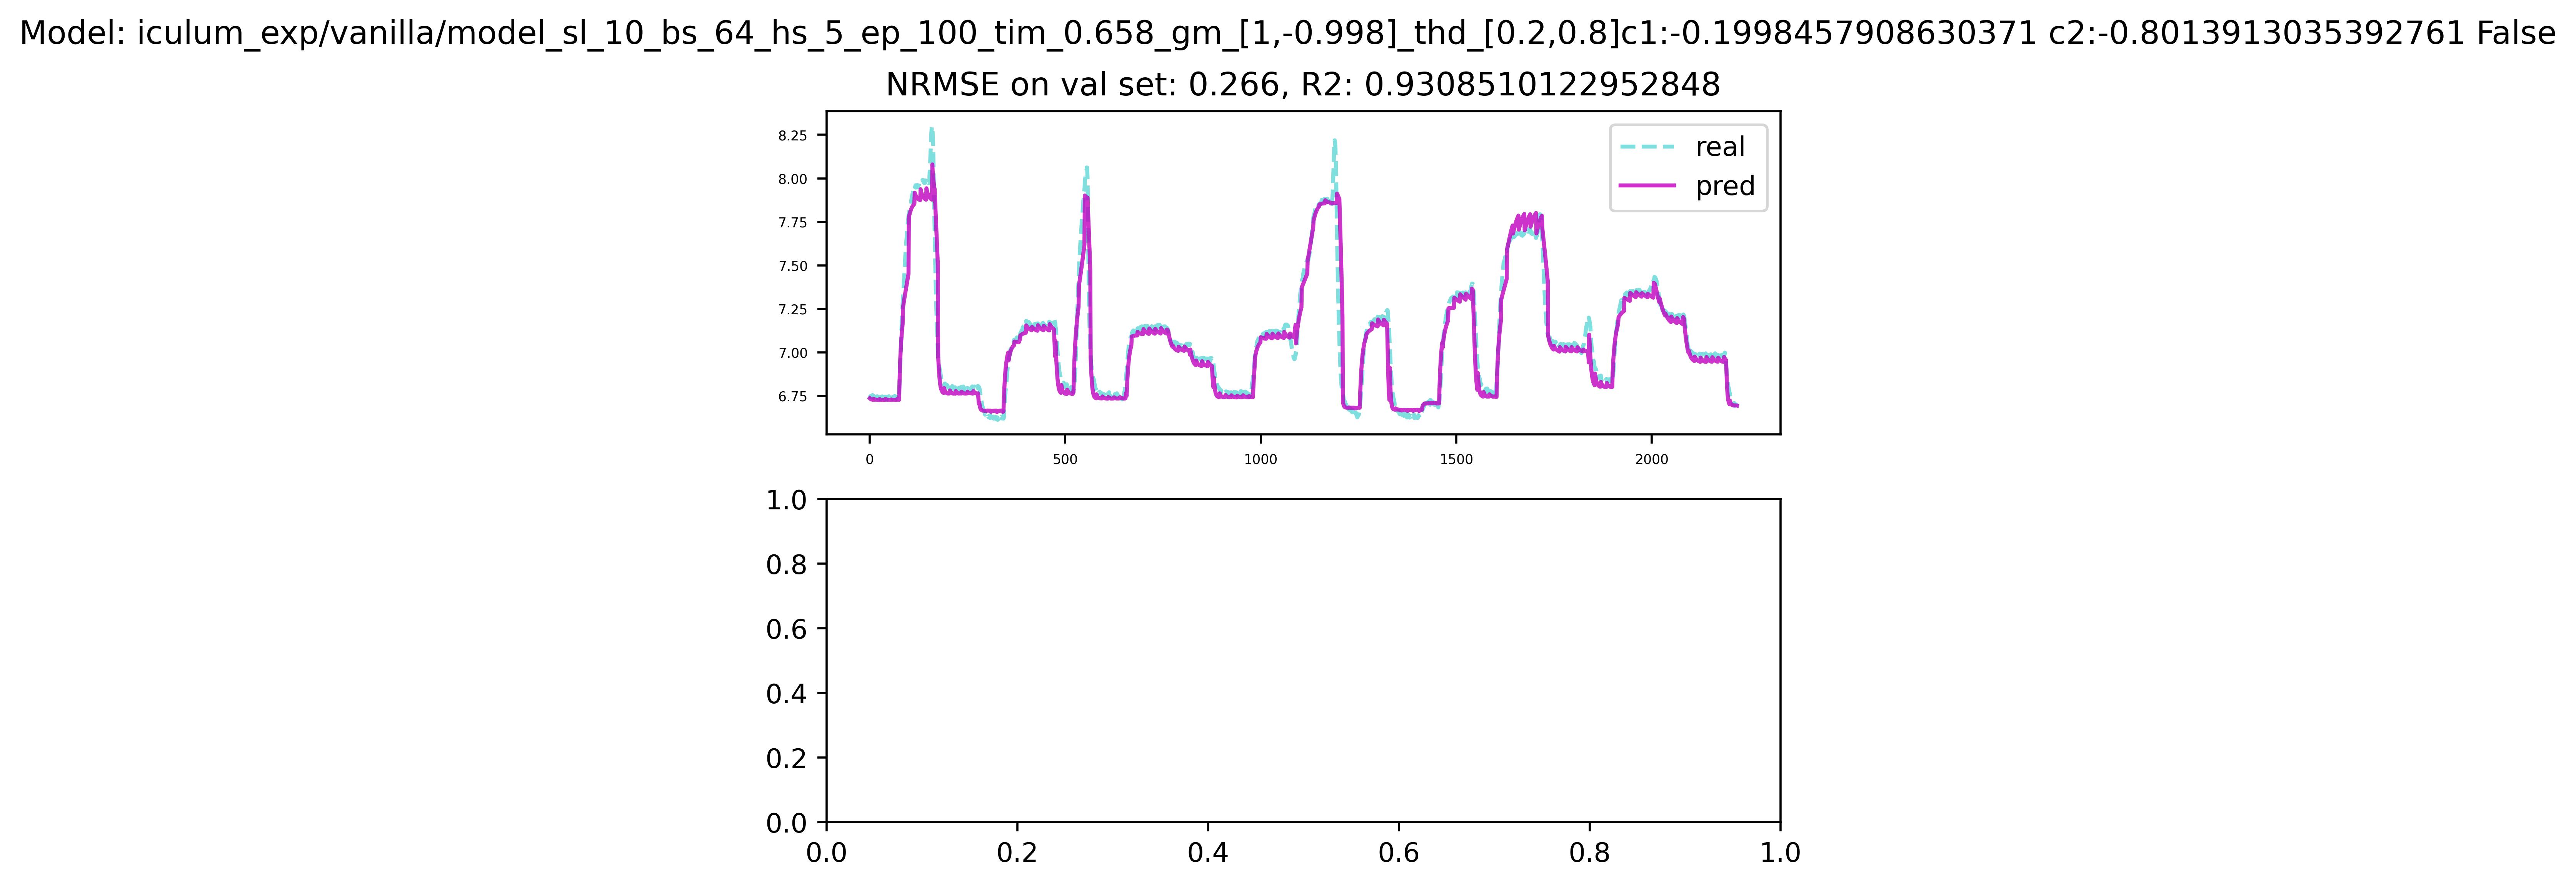 Model: iculum_exp/vanilla/model_sl_10_bs_64_hs_5_ep_100_tim_0.658_gm_[1,-0.998]_thd_[0.2,0.8]c1:-0.1998457908630371 c2:-0.8013913035392761 False
NRMSE on val set: 0.266, R2: 0.9308510122952848
8.25
8.00
7.75
7.50
7.25
7.00
6.75
real
pred
0 500 1000 1500 2000
1.0
0.8
0.6
0.4
0.2
0.0
0.0 0.2 0.4 0.6 0.8 1.0